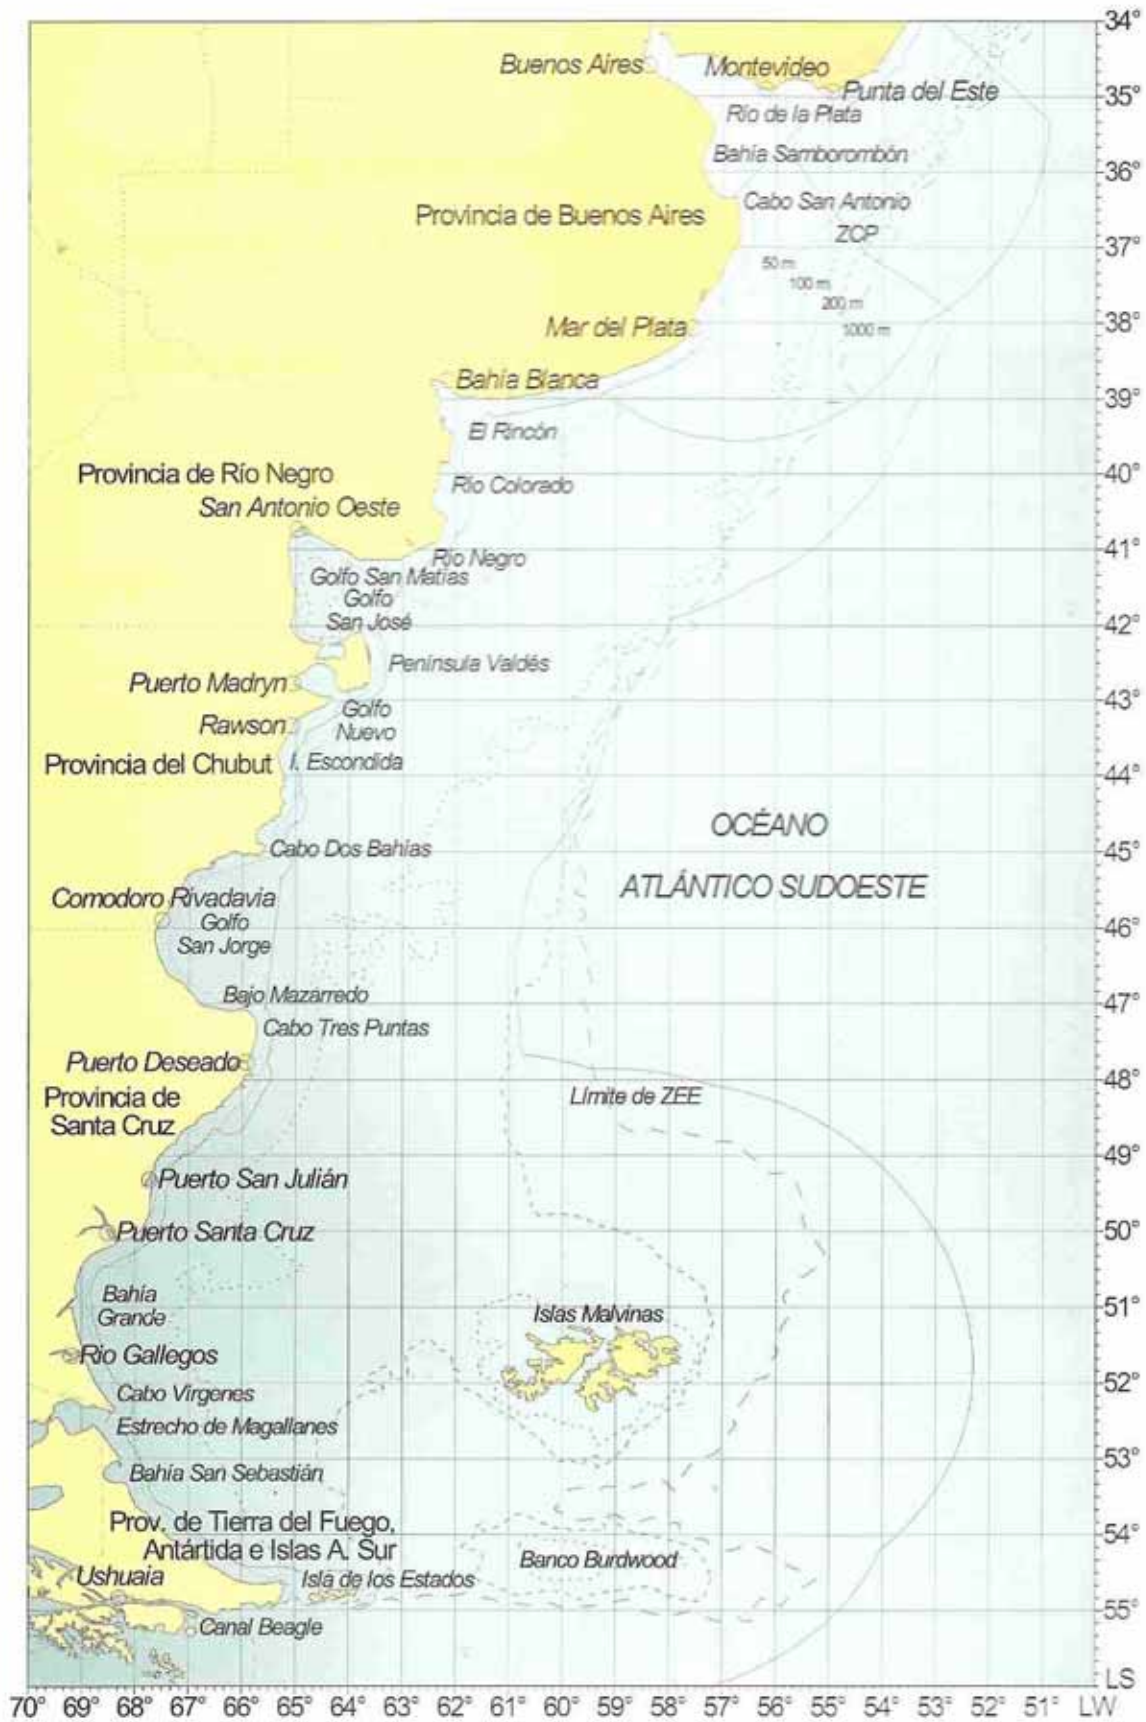 34°
Buenos Aires
Montevideo
Punta del Este
35°
Río de la Plata
Bahía Samborombón
36°
Cabo San Antonio
Provincia de Buenos Aires
ZCP
37°
50 m
100 m
200 m
1000 m
Mar del Plata
38°
Bahía Blanca
39°
El Rincón
Provincia de Río Negro
40°
Río Colorado
San Antonio Oeste
41°
Río Negro
Golfo San Matías
Golfo
San José
42°
Península Valdés
Puerto Madryn
43°
Golfo
Nuevo
Rawson
Provincia del Chubut
I. Escondida
44°
OCÉANO
Cabo Dos Bahías
45°
ATLÁNTICO SUDOESTE
Comodoro Rivadavia
Golfo
San Jorge
46°
Bajo Mazarredo
47°
Cabo Tres Puntas
Puerto Deseado
48°
Provincia de
Santa Cruz
Límite de ZEE
49°
Puerto San Julián
Puerto Santa Cruz
50°
Bahía
Grande
Islas Malvinas
51°
Rio Gallegos
52°
Cabo Vírgenes
Estrecho de Magallanes
53°
Bahía San Sebastián
Prov. de Tierra del Fuego,
Antártida e Islas A. Sur
54°
Banco Burdwood
Ushuaia
Isla de los Estados
55°
Canal Beagle
LS
70° 69° 68° 67° 66° 65° 64° 63° 62° 61° 60° 59° 58° 57° 56° 55° 54° 53° 52° 51° LW